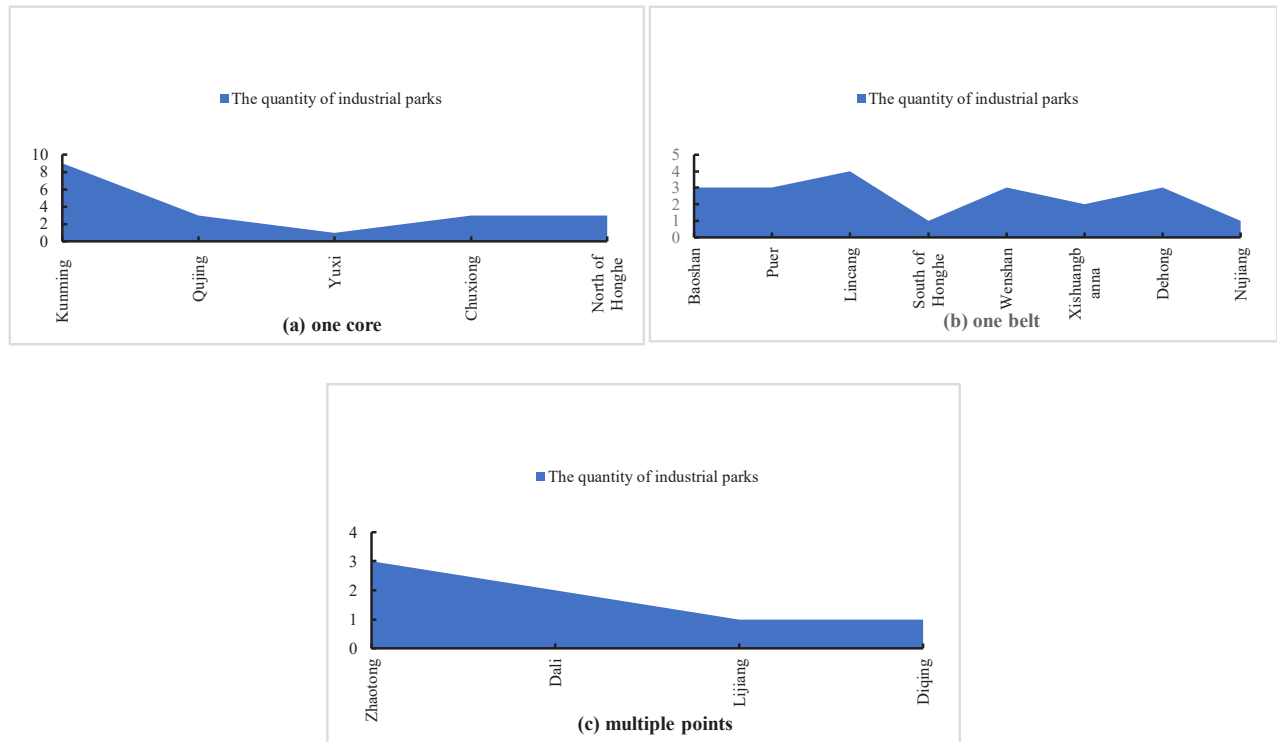 The quantity of industrial parks
10
8
6
4
2
0
Kunming
Qujing
Yuxi
Chuxiong
North of
Honghe
(a) one core
The quantity of industrial parks
5
4
3
2
1
0
Baoshan
Puer
Lincang
South of
Honghe
Wenshan
Xishuangb
anna
Dehong
Nujiang
(b) one belt
The quantity of industrial parks
4
3
2
1
0
Zhaotong
Dali
Lijiang
Diqing
(c) multiple points